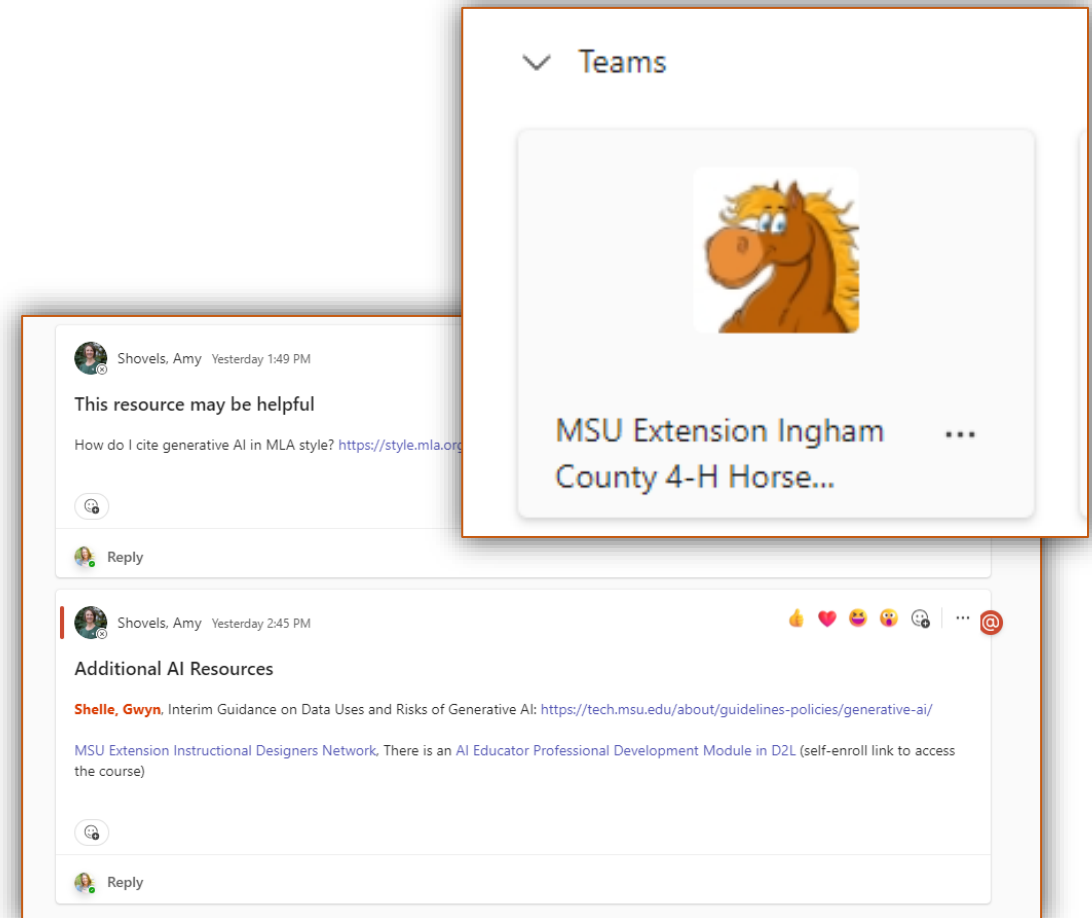 Teams
MSU Extension Ingham
County 4-H Horse...
Shovels, Amy Yesterday 1:49 PM
This resource may be helpful
How do I cite generative AI in MLA style? https://style.mla.org
Reply
Shovels, Amy Yesterday 2:45 PM
@
Additional AI Resources
Shelle, Gwyn, Interim Guidance on Data Uses and Risks of Generative AI: https://tech.msu.edu/about/guidelines-policies/generative-ai/
MSU Extension Instructional Designers Network, There is an AI Educator Professional Development Module in D2L (self-enroll link to access
the course)
Reply